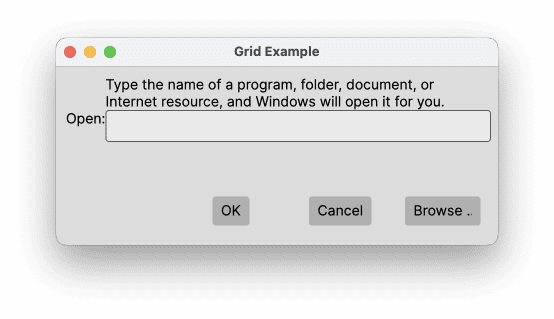 Grid Example
Type the name of a program, folder, document, or
Internet resource, and Windows will open it for you.
Open:
OK Cancel Browse ..